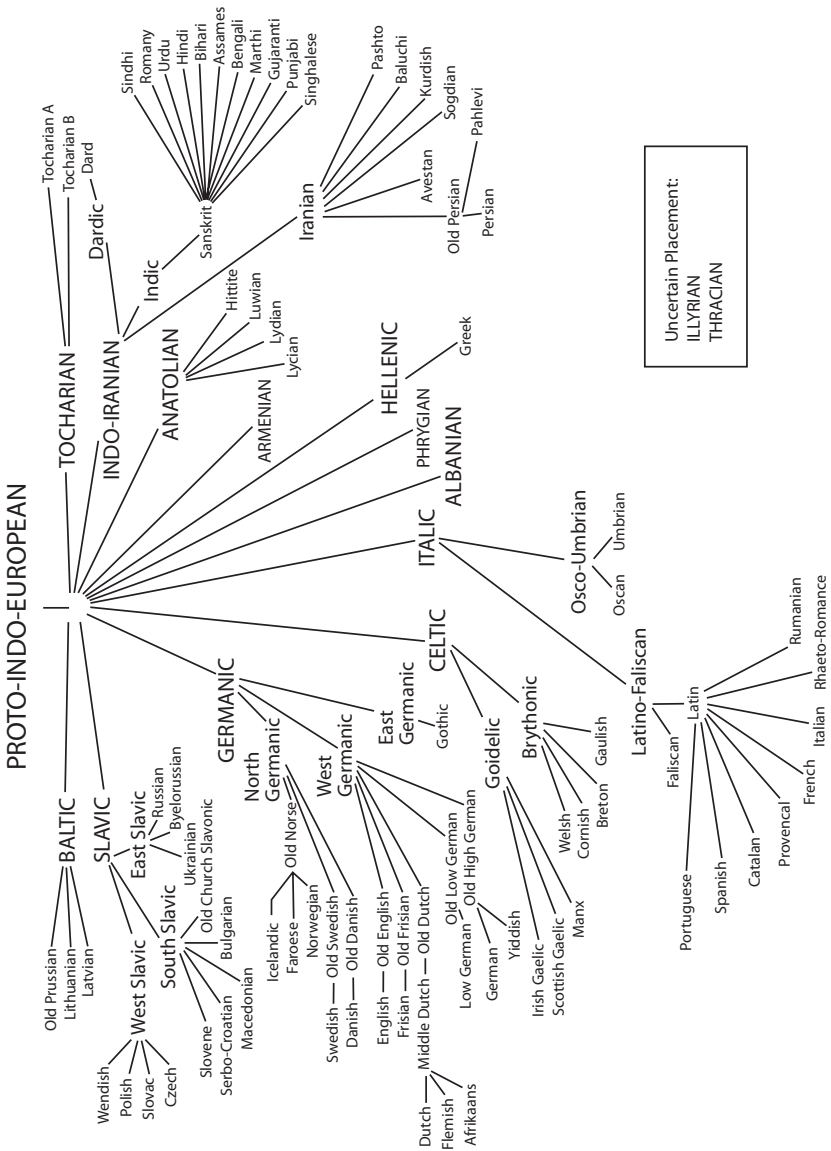 PROTO-INDO-EUROPEAN
BALTIC
Old Prussian
Lithuanian
Latvian
SLAVIC
East Slavic
Russian
Byelorussian
Ukrainian
West Slavic
Wendish
Polish
Slovac
Czech
South Slavic
Old Church Slavonic
Bulgarian
Macedonian
Serbo-Croatian
Slovene
GERMANIC
North
Germanic
Old Norse
Icelandic
Faroese
Norwegian
Swedish
Old Swedish
Danish
Old Danish
West
Germanic
English
Old English
Frisian
Old Frisian
Middle Dutch
Old Dutch
Dutch
Flemish
Afrikaans
Old Low German
Low German
Old High German
German
Yiddish
East
Germanic
Gothic
CELTIC
Goidelic
Irish Gaelic
Scottish Gaelic
Manx
Brythonic
Welsh
Cornish
Breton
Gaulish
ITALIC
Latino-Faliscan
Faliscan
Latin
Portuguese
Spanish
Catalan
Provencal
French
Italian
Rhaeto-Romance
Rumanian
Osco-Umbrian
Oscan
Umbrian
ALBANIAN
PHRYGIAN
HELLENIC
Greek
ARMENIAN
ANATOLIAN
Hittite
Luwian
Lydian
Lycian
INDO-IRANIAN
Dardic
Dard
Indic
Sanskrit
Sindhi
Romany
Urdu
Hindi
Bihari
Assames
Bengali
Marthi
Gujaranti
Punjabi
Singhalese
Iranian
Pashto
Baluchi
Kurdish
Sogdian
Avestan
Old Persian
Pahlevi
Persian
TOCHARIAN
Tocharian A
Tocharian B
Uncertain Placement:
ILLYRIAN
THRACIAN